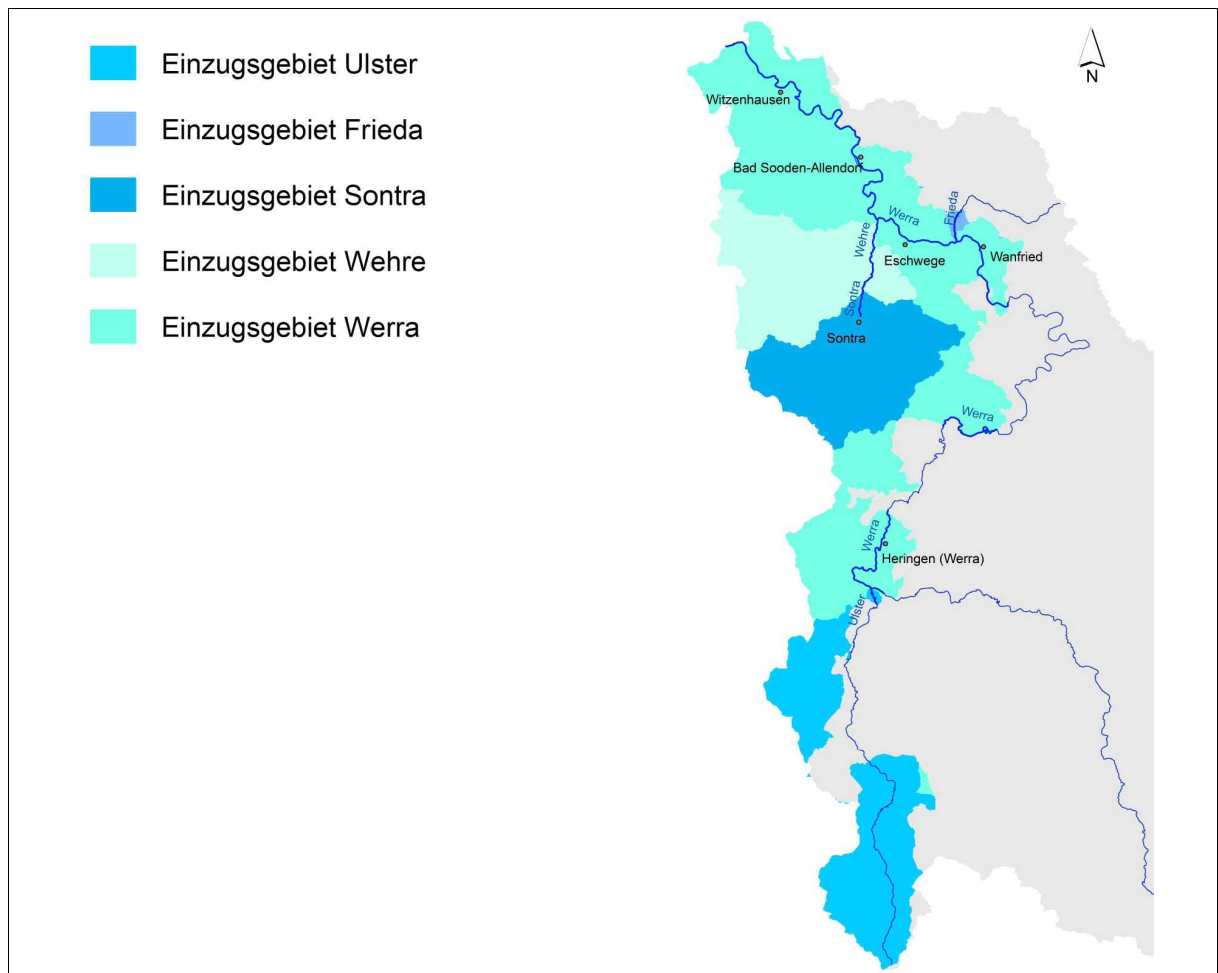 Einzugsgebiet Ulster
Einzugsgebiet Frieda
Einzugsgebiet Sontra
Einzugsgebiet Wehre
Einzugsgebiet Werra
N
Witzenhausen
Bad Sooden-Allendorf
Werra
Frieda
Wehre
Eschwege
Wanfried
Sontra
Sontra
Werra
Werra
Heringen (Werra)
Ulster